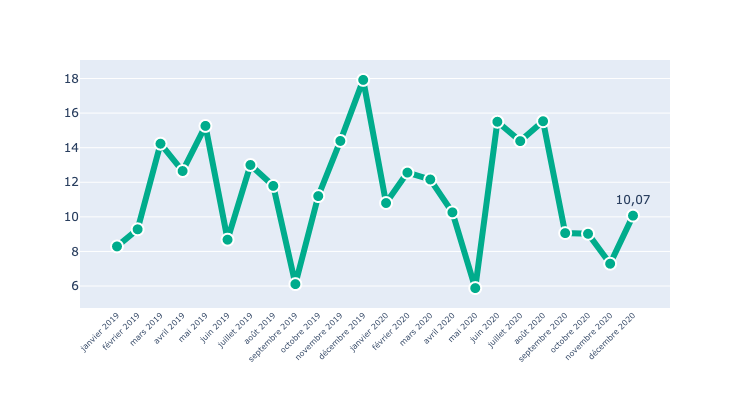 18
16
14
12
10
8
6
10,07
janvier 2019
février 2019
mars 2019
avril 2019
mai 2019
juin 2019
juillet 2019
août 2019
septembre 2019
octobre 2019
novembre 2019
décembre 2019
janvier 2020
février 2020
mars 2020
avril 2020
mai 2020
juin 2020
juillet 2020
août 2020
septembre 2020
octobre 2020
novembre 2020
décembre 2020